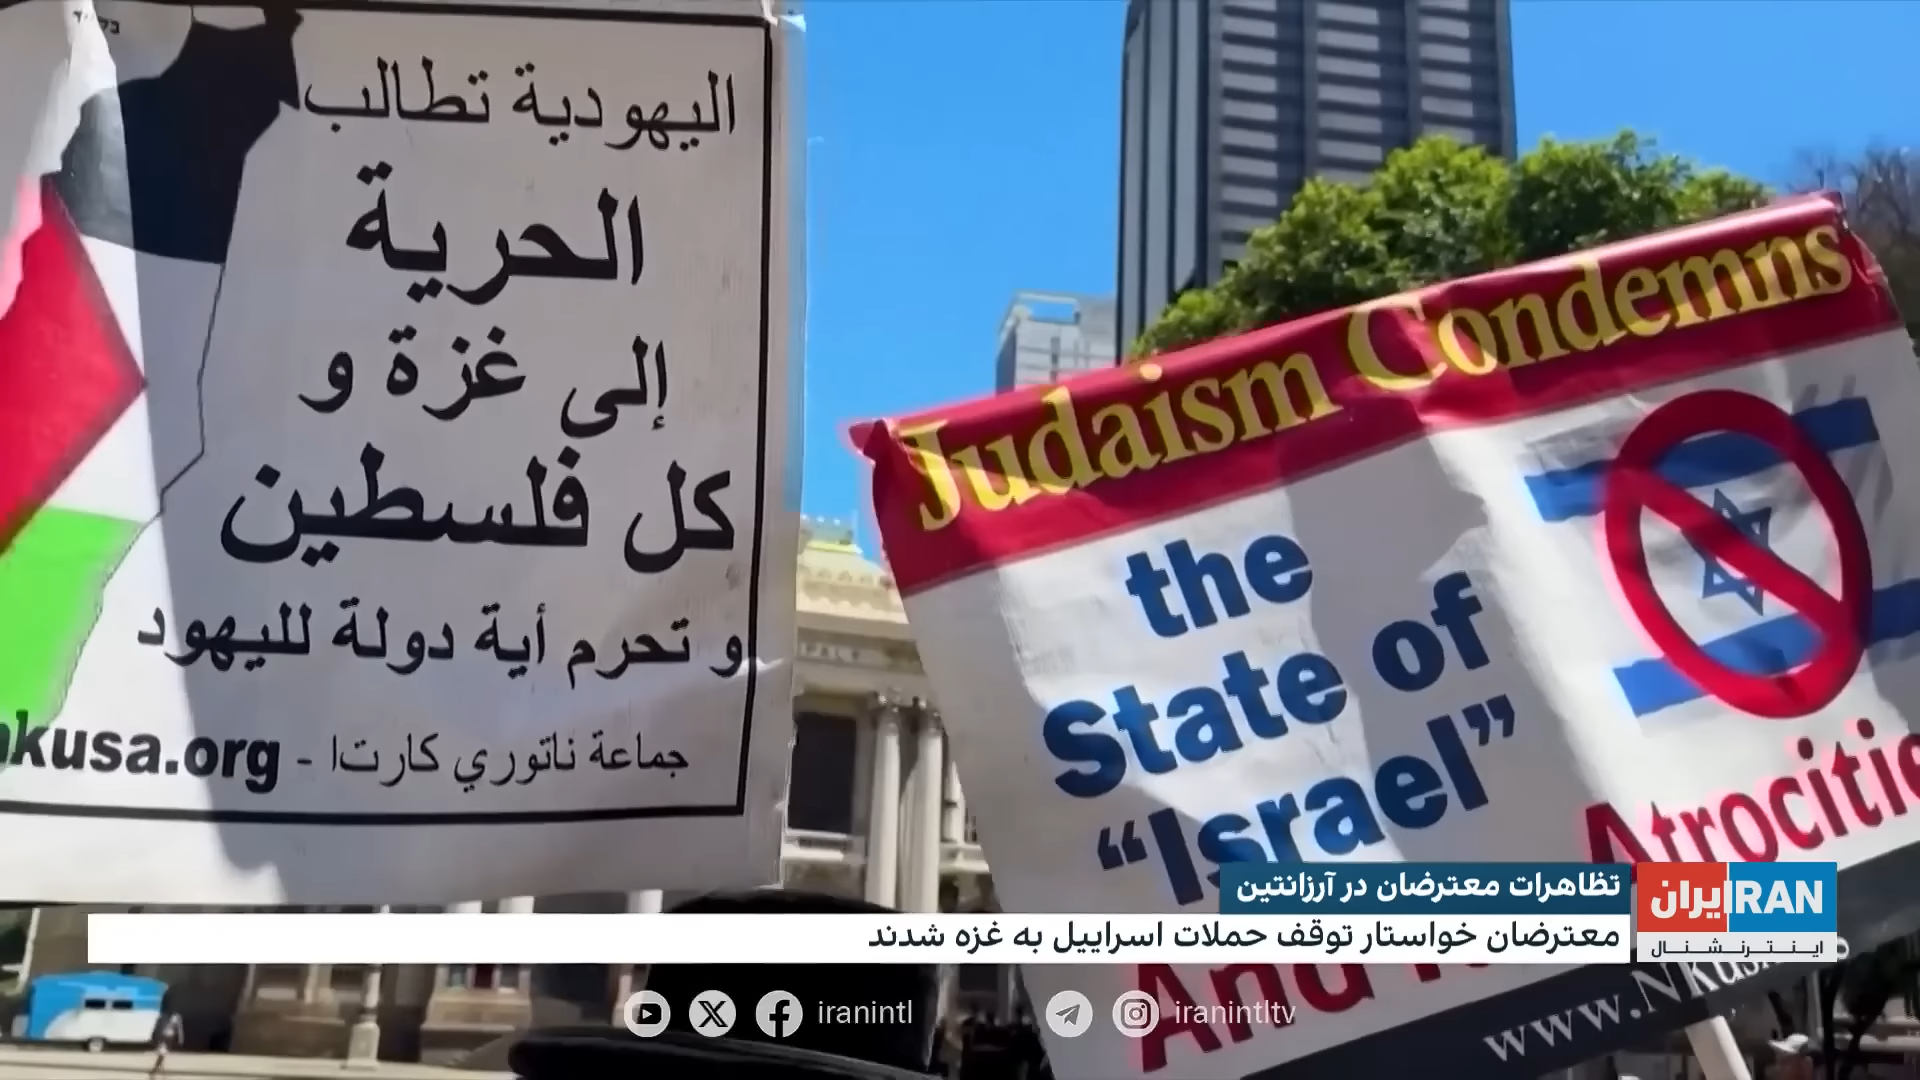 اليهودية تطالب
الحرية
إلى غزة و
كل فلسطين
و تحرم أية دولة لليهود
جماعة ناتوري كارتا - nkusa.org
Judaism Condemns
the
State of
“Israel”
Atrocitie
And
www.Nkus
تظاهرات معترضان در آرژانتین
معترضان خواستار توقف حملات اسراییل به غزه شدند
ایران IRAN
اینترنشنال
iranintl
iranintltv